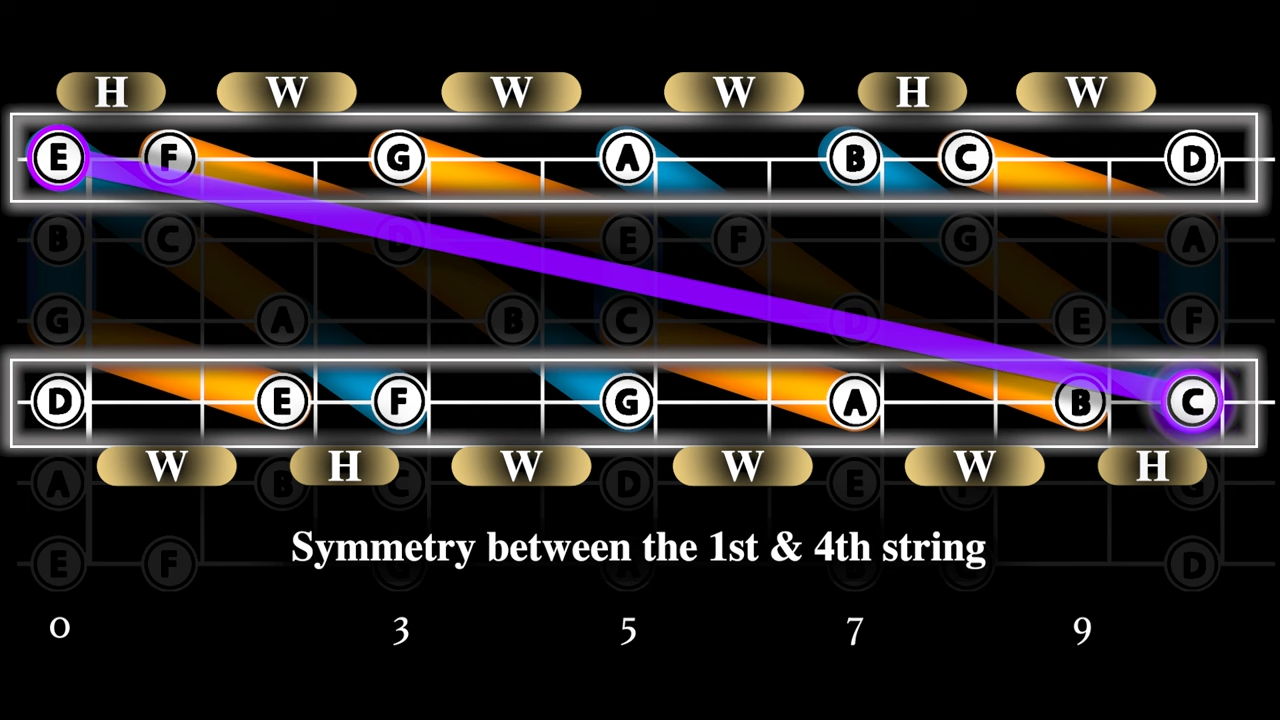 H W W W H W
E F G A B C D
B C D E F G A
G A B C D E F
D E F G A B C
W H W W W H
A B C D E F G
Symmetry between the 1st & 4th string
E F G A B C D
0 3 5 7 9